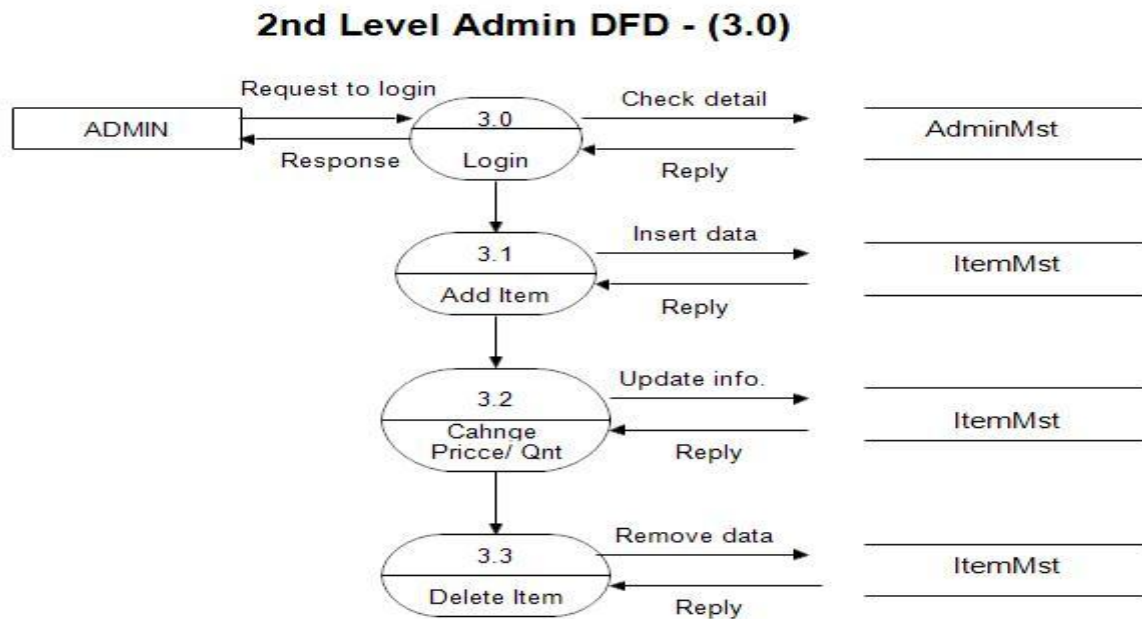 2nd Level Admin DFD - (3.0)
Request to login
Check detail
ADMIN
3.0
AdminMst
Response
Login
Reply
Insert data
3.1
ItemMst
Add Item
Reply
Update info.
3.2
ItemMst
Cahnge
Pricce/ Qnt
Reply
Remove data
3.3
ItemMst
Delete Item
Reply